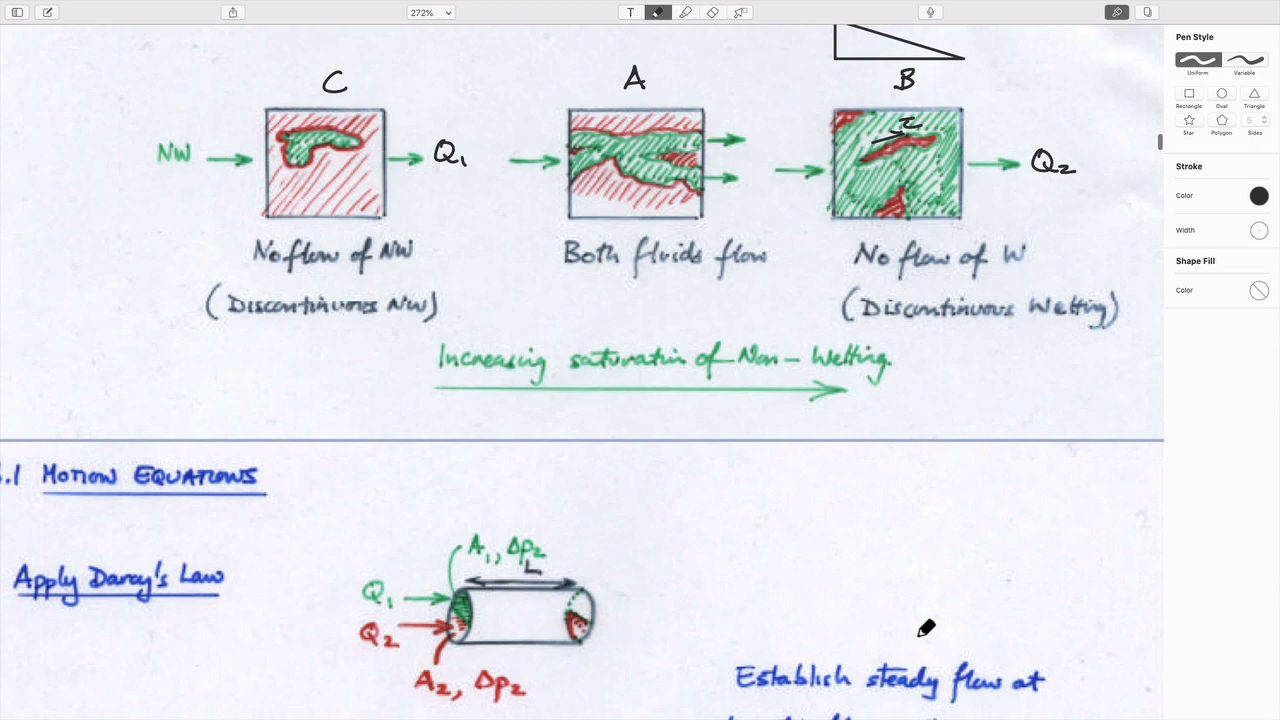 272%
T
Pen Style
Uniform Variable
Rectangle Oval Triangle
Star Polygon 5 Sides
Stroke
Color
Width
Shape Fill
Color
C A B
NW Q1 τ Q2
No flow of NW Both fluids flow No flow of W
(Discontinuous NW) (Discontinuous Wetting)
Increasing saturation of Non-Wetting.
.1 MOTION EQUATIONS
Apply Darcy's Law
A1, Δp2
L
Q1
Q2
A2, Δp2
Establish steady flow at